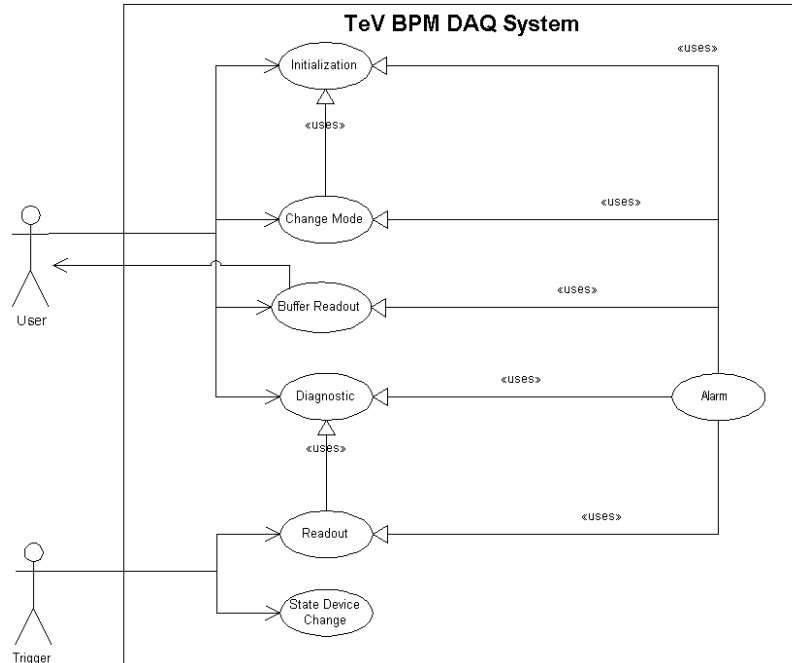 TeV BPM DAQ System
«uses»
Initialization
«uses»
«uses»
Change Mode
«uses»
Buffer Readout
User
«uses»
Diagnostic
Alarm
«uses»
«uses»
Readout
State Device
Change
Trigger